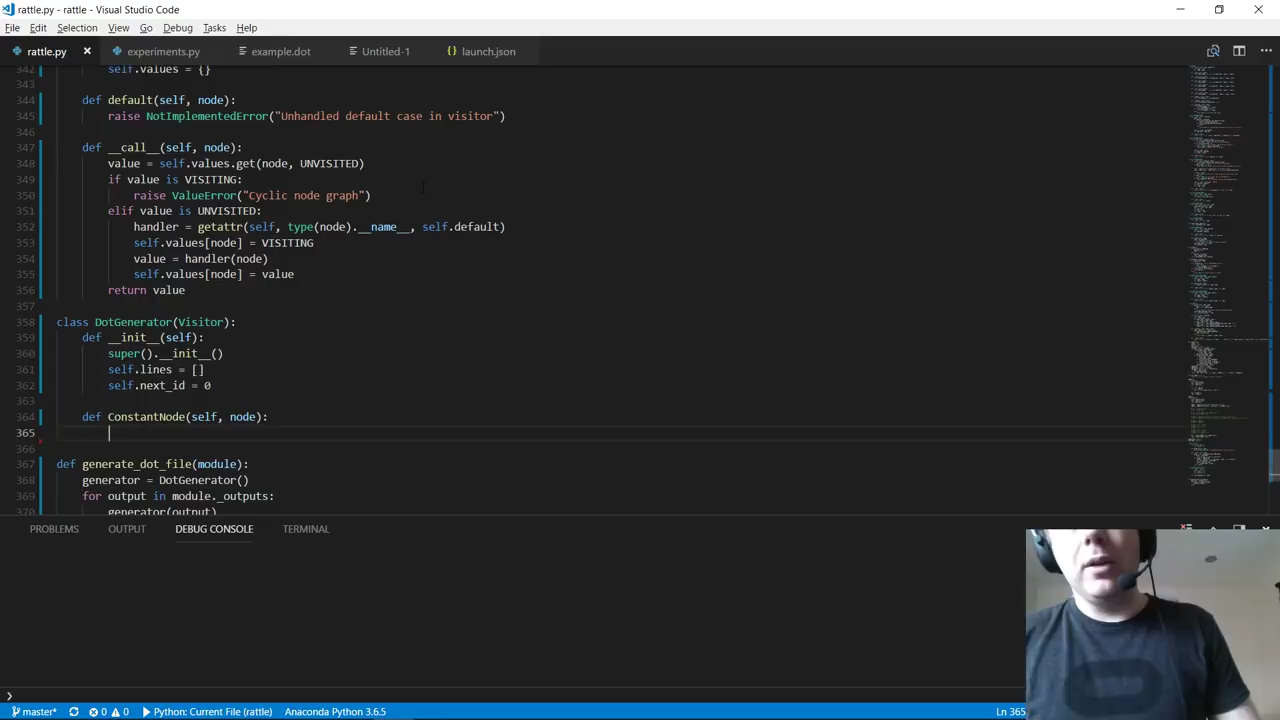 rattle.py - rattle - Visual Studio Code
File Edit Selection View Go Debug Tasks Help
rattle.py experiments.py example.dot Untitled-1 launch.json
342 self.values = {}
343
344 def default(self, node):
345 raise NotImplementedError("Unhandled default case in visitor")
346
347 def __call__(self, node):
348 value = self.values.get(node, UNVISITED)
349 if value is VISITING:
350 raise ValueError("Cyclic node graph")
351 elif value is UNVISITED:
352 handler = getattr(self, type(node).__name__, self.default)
353 self.values[node] = VISITING
354 value = handler(node)
355 self.values[node] = value
356 return value
357
358 class DotGenerator(Visitor):
359 def __init__(self):
360 super().__init__()
361 self.lines = []
362 self.next_id = 0
363
364 def ConstantNode(self, node):
365
366
367 def generate_dot_file(module):
368 generator = DotGenerator()
369 for output in module._outputs:
370 generator(output)
PROBLEMS OUTPUT DEBUG CONSOLE TERMINAL
master* 0 0 Python: Current File (rattle) Anaconda Python 3.6.5 Ln 365